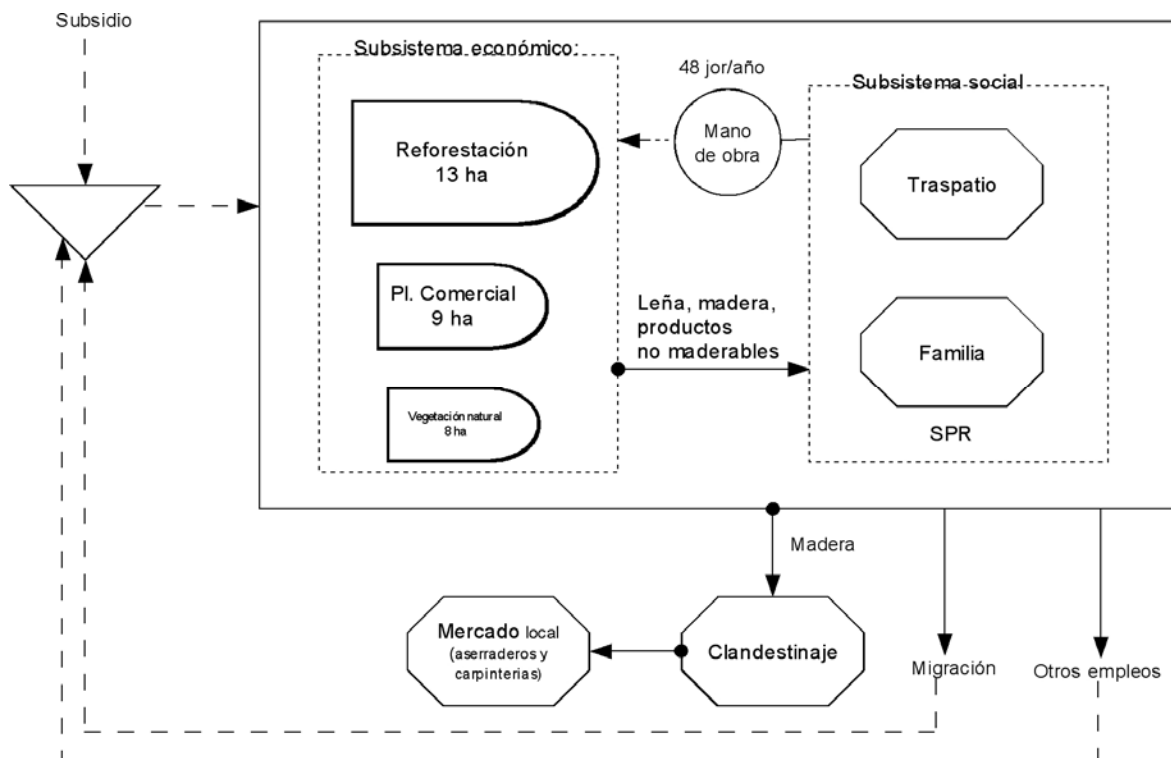 Subsidio
Subsistema económico:
48 jor/año
Subsistema social
Reforestación
13 ha
Mano
de obra
Traspatio
Pl. Comercial
9 ha
Leña, madera,
productos
no maderables
Familia
Vegetación natural
8 ha
SPR
Madera
Mercado local
(aserraderos y
carpinterias)
Clandestinaje
Migración
Otros empleos